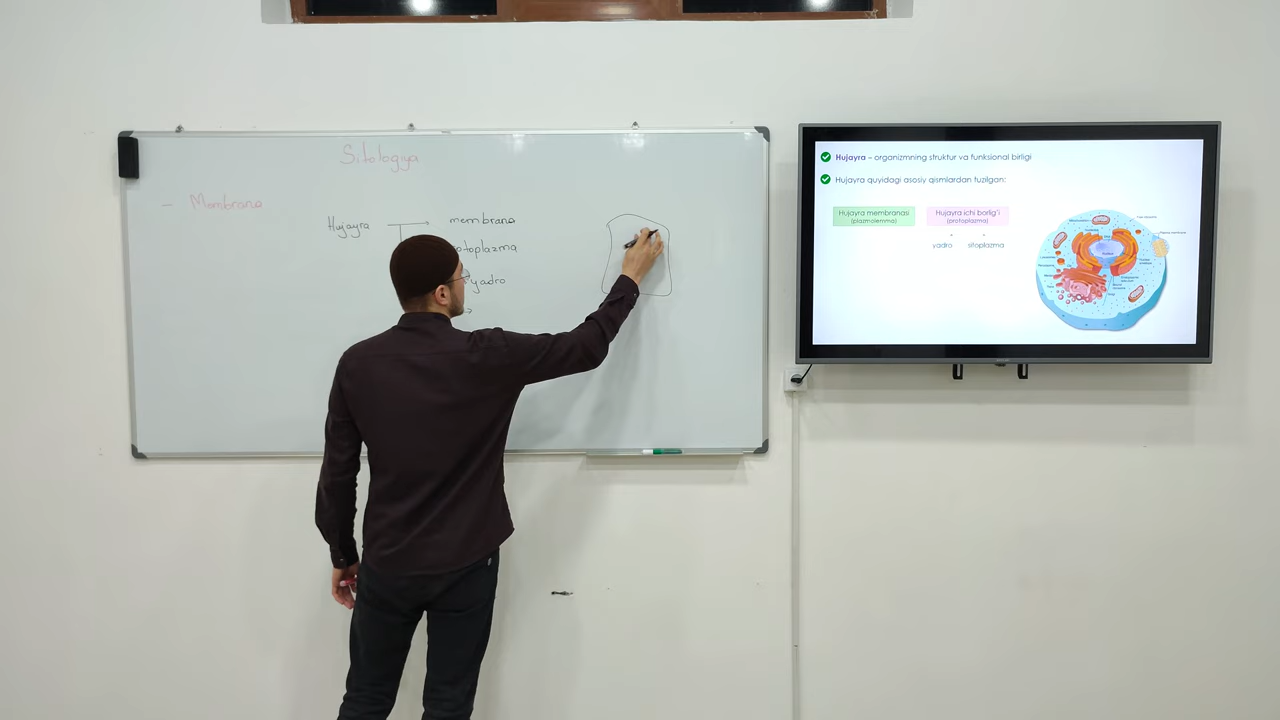 Sitologiya
– Membrana
Hujayra
membrana
otoplazma
yadro
Hujayra – organizmning struktur va funksional birligi
Hujayra quyidagi asosiy qismlardan tuzilgan:
Hujayra membranasi
(plazmolemma)
Hujayra ichi borlig'i
(protoplazma)
yadro sitoplazma